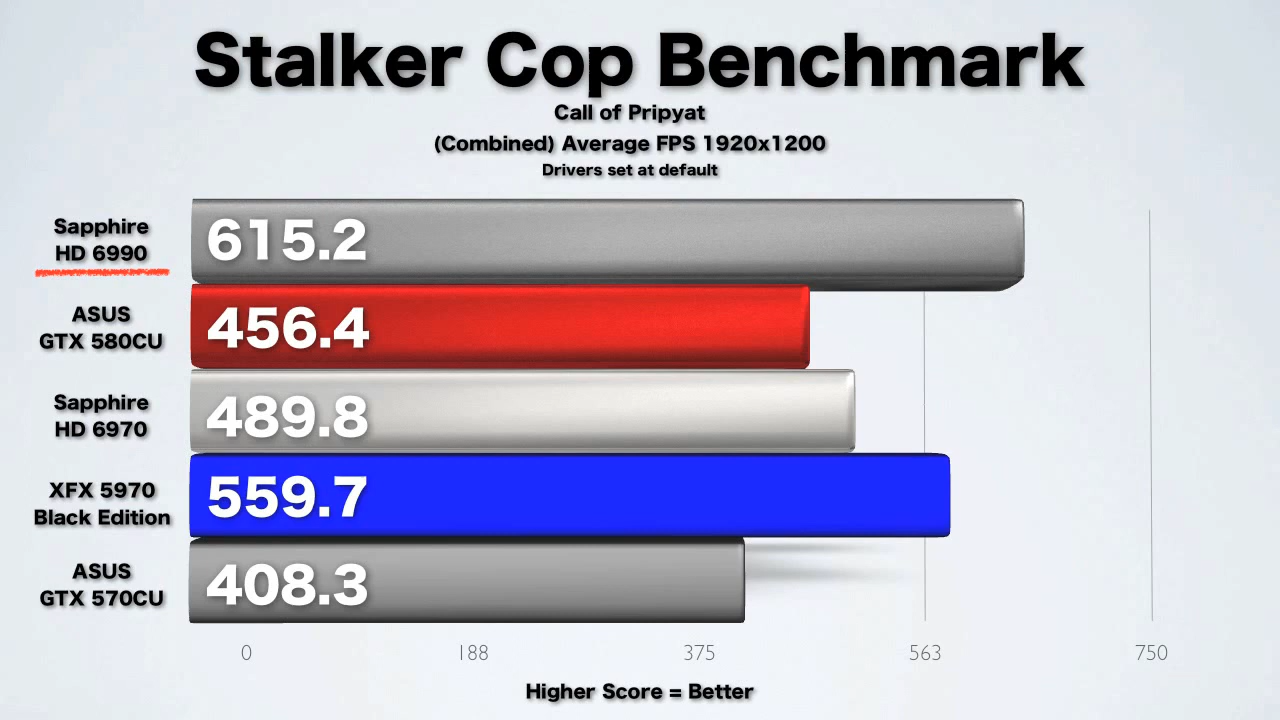 Stalker Cop Benchmark
Call of Pripyat
(Combined) Average FPS 1920x1200
Drivers set at default
Sapphire
HD 6990
615.2
ASUS
GTX 580CU
456.4
Sapphire
HD 6970
489.8
XFX 5970
Black Edition
559.7
ASUS
GTX 570CU
408.3
0 188 375 563 750
Higher Score = Better